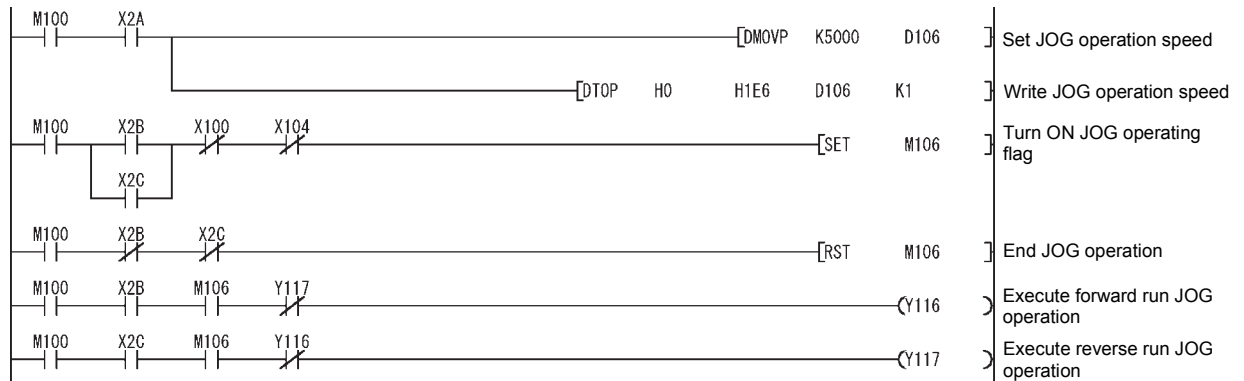 M100 X2A
[DMOVP K5000 D106 ] Set JOG operation speed
[DTOP H0 H1E6 D106 K1 ] Write JOG operation speed
M100 X2B X100 X104
[SET M106 ] Turn ON JOG operating
flag
X2C
M100 X2B X2C
[RST M106 ] End JOG operation
M100 X2B M106 Y117
(Y116 ) Execute forward run JOG
operation
M100 X2C M106 Y116
(Y117 ) Execute reverse run JOG
operation